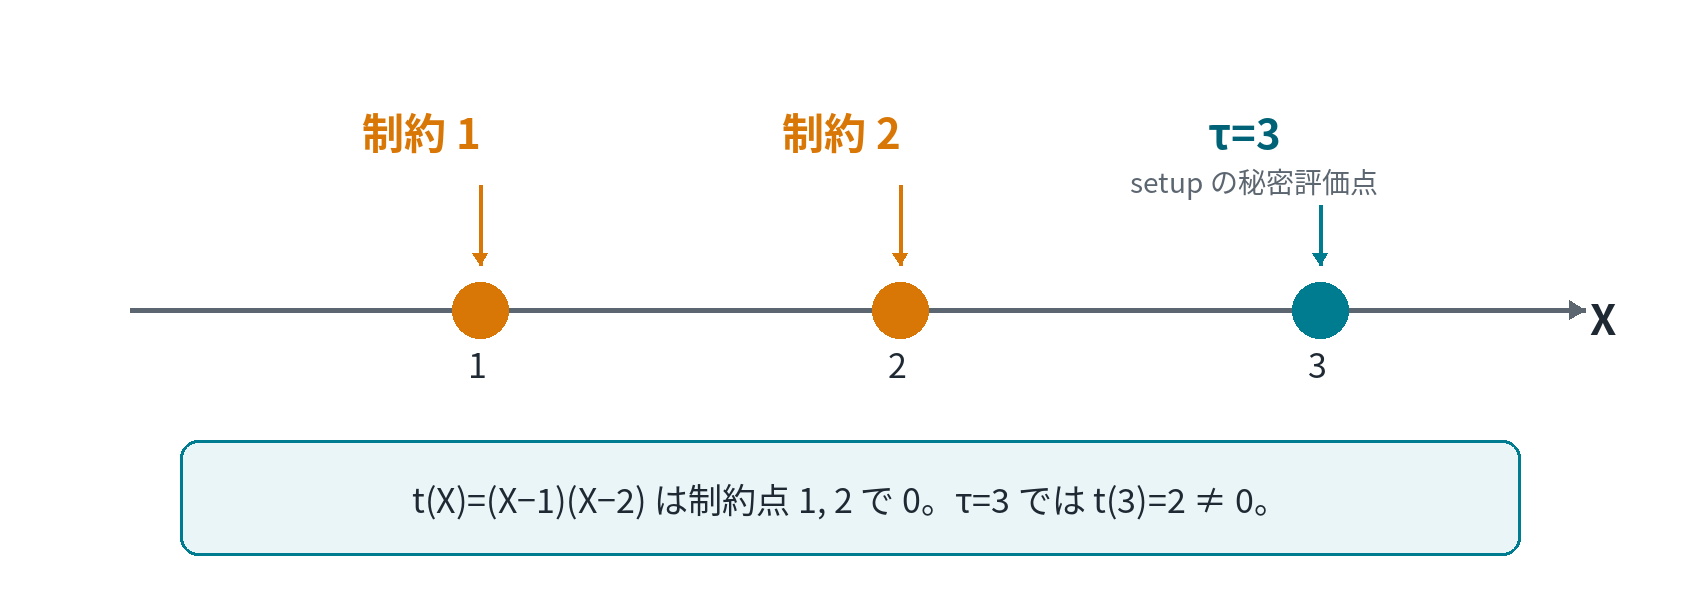 制約 1
制約 2
τ=3
setup の秘密評価点
X
1
2
3
t(X)=(X−1)(X−2) は制約点 1, 2 で 0。τ=3 では t(3)=2 ≠ 0。